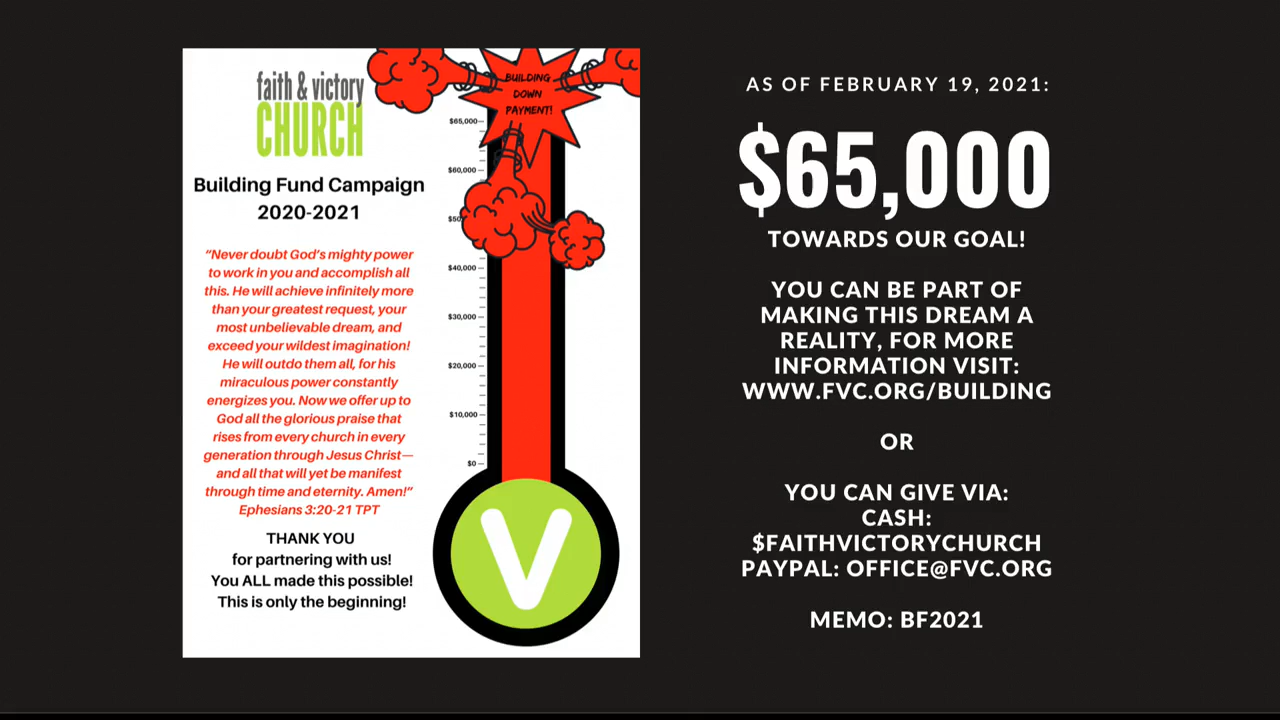 faith & victory
CHURCH
Building Fund Campaign
2020-2021
“Never doubt God’s mighty power
to work in you and accomplish all
this. He will achieve infinitely more
than your greatest request, your
most unbelievable dream, and
exceed your wildest imagination!
He will outdo them all, for his
miraculous power constantly
energizes you. Now we offer up to
God all the glorious praise that
rises from every church in every
generation through Jesus Christ—
and all that will yet be manifest
through time and eternity. Amen!”
Ephesians 3:20-21 TPT
THANK YOU
for partnering with us!
You ALL made this possible!
This is only the beginning!
BUILDING
DOWN
PAYMENT!
$65,000
$60,000
$40,000
$30,000
$20,000
$10,000
$0
V
AS OF FEBRUARY 19, 2021:
$65,000
TOWARDS OUR GOAL!
YOU CAN BE PART OF
MAKING THIS DREAM A
REALITY, FOR MORE
INFORMATION VISIT:
WWW.FVC.ORG/BUILDING
OR
YOU CAN GIVE VIA:
CASH:
$FAITHVICTORYCHURCH
PAYPAL: OFFICE@FVC.ORG
MEMO: BF2021